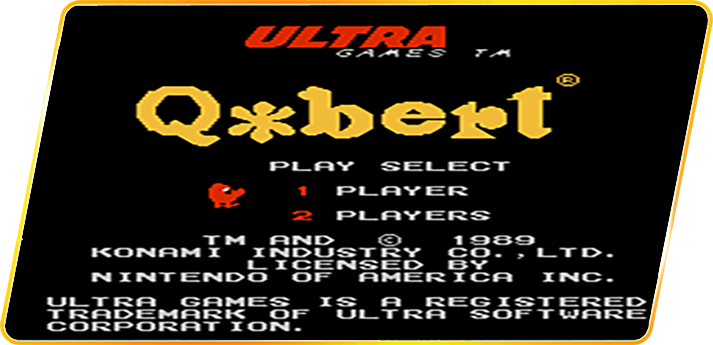 ULTRA
GAMES TM
Q*bert®
PLAY SELECT
1 PLAYER
2 PLAYERS
TM AND © 1989
KONAMI INDUSTRY CO.,LTD.
LICENSED BY
NINTENDO OF AMERICA INC.
ULTRA GAMES IS A REGISTERED
TRADEMARK OF ULTRA SOFTWARE
CORPORATION.